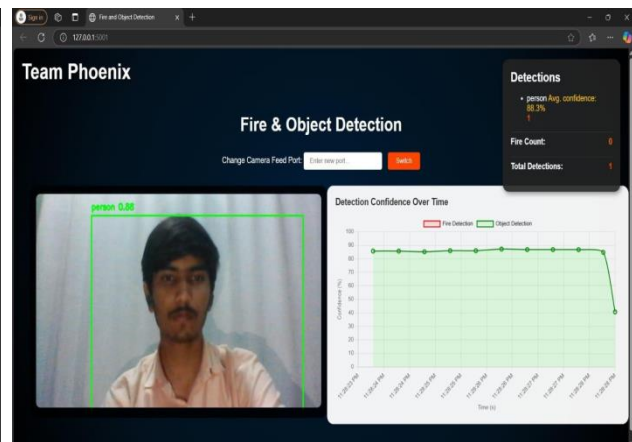 Sign in
Fire and Object Detection
127.0.0.1:5001
Team Phoenix
Fire & Object Detection
Change Camera Feed Port:
Enter new port...
Switch
Detections
person Avg. confidence:
88.3%
1
Fire Count: 0
Total Detections: 1
person 0.88
Detection Confidence Over Time
Fire Detection
Object Detection
Confidence (%)
100
90
80
70
60
50
40
30
20
10
0
Time (s)